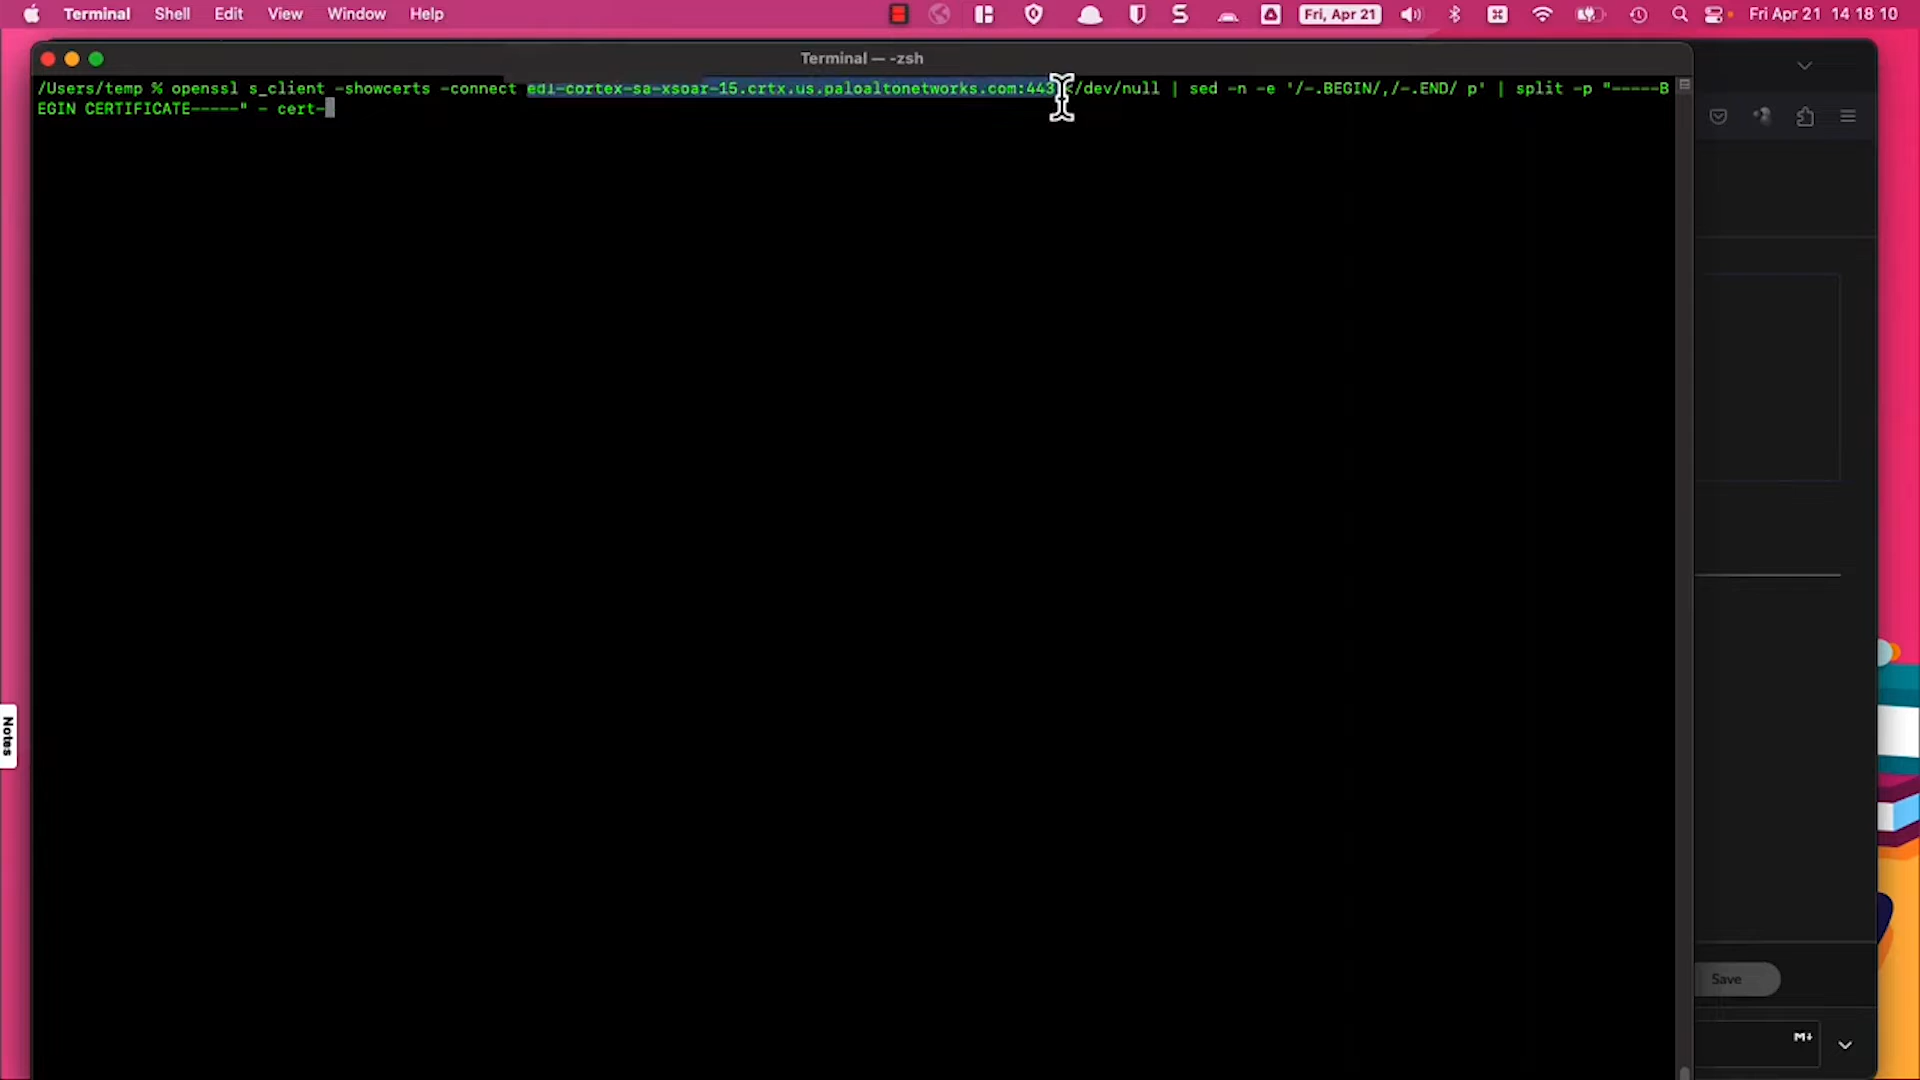 Terminal Shell Edit View Window Help Fri, Apr 21 Fri Apr 21 14 18 10
Terminal — -zsh
/Users/temp % openssl s_client -showcerts -connect edl-cortex-sa-xsoar-15.crtx.us.paloaltonetworks.com:443 </dev/null | sed -n -e '/-.BEGIN/,/-.END/ p' | split -p "-----B
EGIN CERTIFICATE-----" - cert-
Notes
Save
M↓